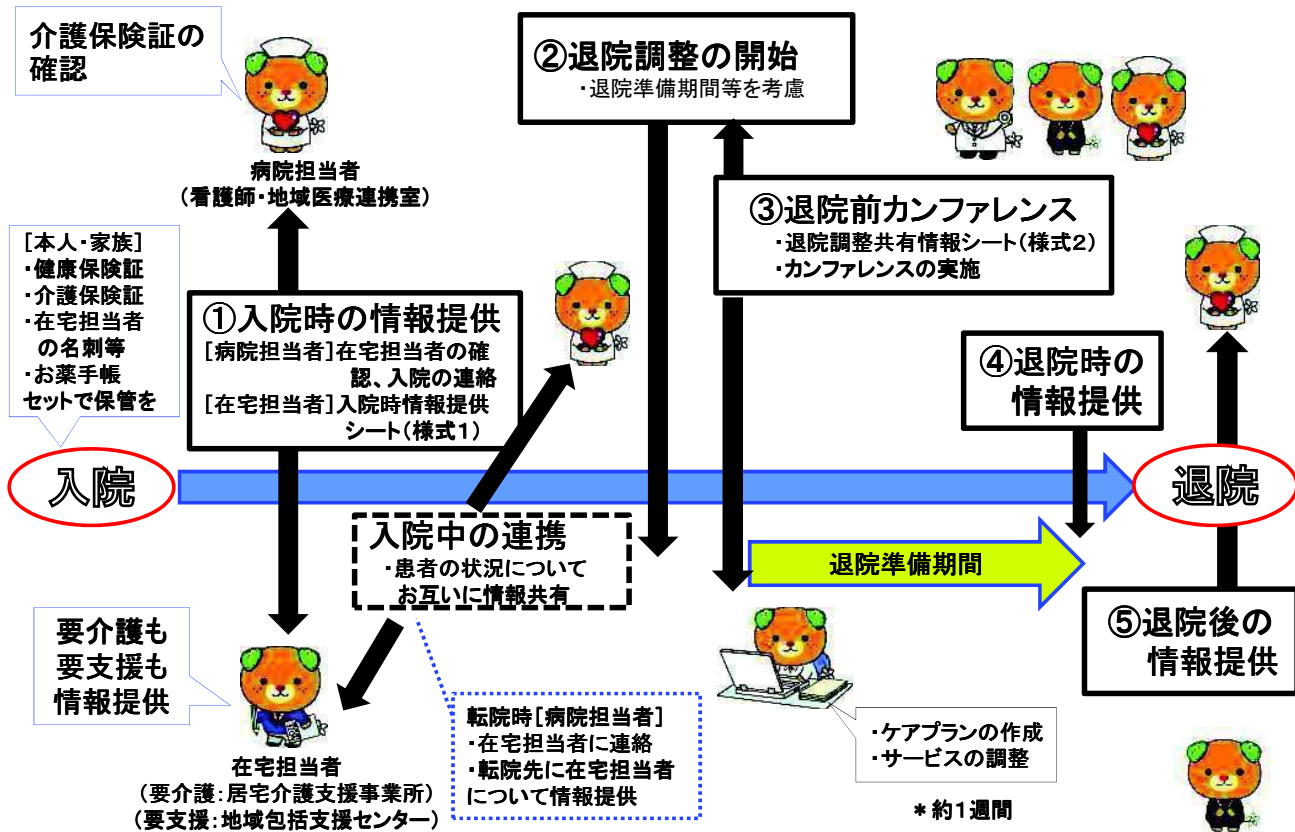 介護保険証の
確認
病院担当者
(看護師・地域医療連携室)
[本人・家族]
・健康保険証
・介護保険証
・在宅担当者
の名刺等
・お薬手帳
セットで保管を
①入院時の情報提供
[病院担当者]在宅担当者の確
認、入院の連絡
[在宅担当者]入院時情報提供
シート(様式1)
②退院調整の開始
・退院準備期間等を考慮
③退院前カンファレンス
・退院調整共有情報シート(様式2)
・カンファレンスの実施
④退院時の
情報提供
入院
退院
入院中の連携
・患者の状況について
お互いに情報共有
退院準備期間
⑤退院後の
情報提供
要介護も
要支援も
情報提供
在宅担当者
(要介護:居宅介護支援事業所)
(要支援:地域包括支援センター)
転院時[病院担当者]
・在宅担当者に連絡
・転院先に在宅担当者
について情報提供
・ケアプランの作成
・サービスの調整
*約1週間